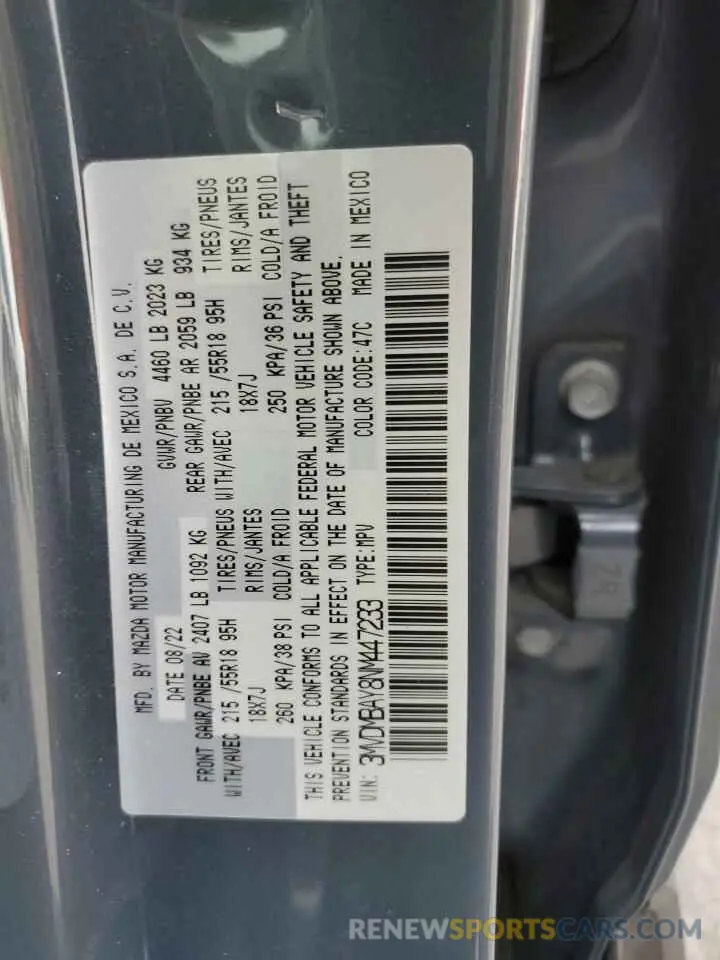 MFD. BY MAZDA MOTOR MANUFACTURING DE MEXICO S.A. DE C.V.
DATE 08/22 GVWR/PNBV 4460 LB 2023 KG
FRONT GAWR/PNBE AV 2407 LB 1092 KG REAR GAWR/PNBE AR 2059 LB 934 KG
WITH/AVEC 215 /55R18 95H TIRES/PNEUS WITH/AVEC 215 /55R18 95H TIRES/PNEUS
18X7J RIMS/JANTES 18X7J RIMS/JANTES
260 KPA/38 PSI COLD/A FROID 250 KPA/36 PSI COLD/A FROID
THIS VEHICLE CONFORMS TO ALL APPLICABLE FEDERAL MOTOR VEHICLE SAFETY AND THEFT
PREVENTION STANDARDS IN EFFECT ON THE DATE OF MANUFACTURE SHOWN ABOVE.
VIN: 3MVDMBAY8NM447233 TYPE:MPV COLOR CODE:47C MADE IN MEXICO
RENEWSPORTSCARS.COM